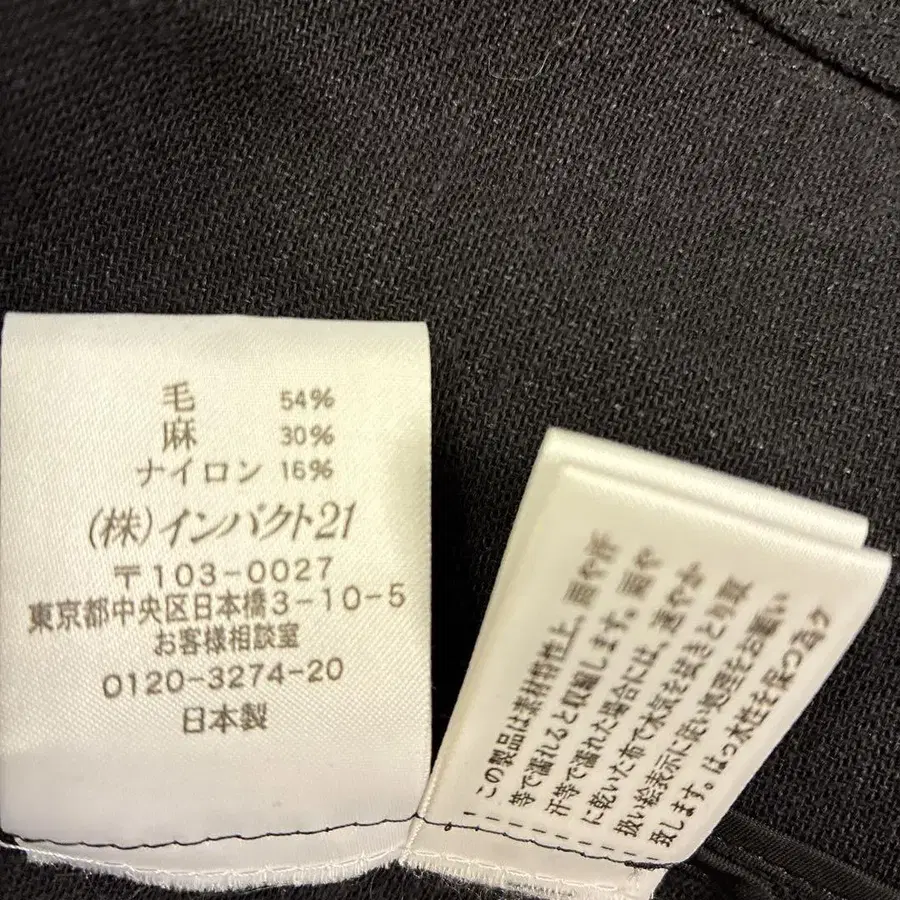 毛 54%
麻 30%
ナイロン 16%
(株)インパクト21
〒103-0027
東京都中央区日本橋3-10-5
お客様相談室
0120-3274-20
日本製
この製品は素材特性上、雨や汗
等で濡れると収縮します。雨や
汗等で濡れた場合には、速やか
に乾いた布で水気を拭きとり取
扱い絵表示に従い処理をお願い
致します。はっ水性を保つ為ク